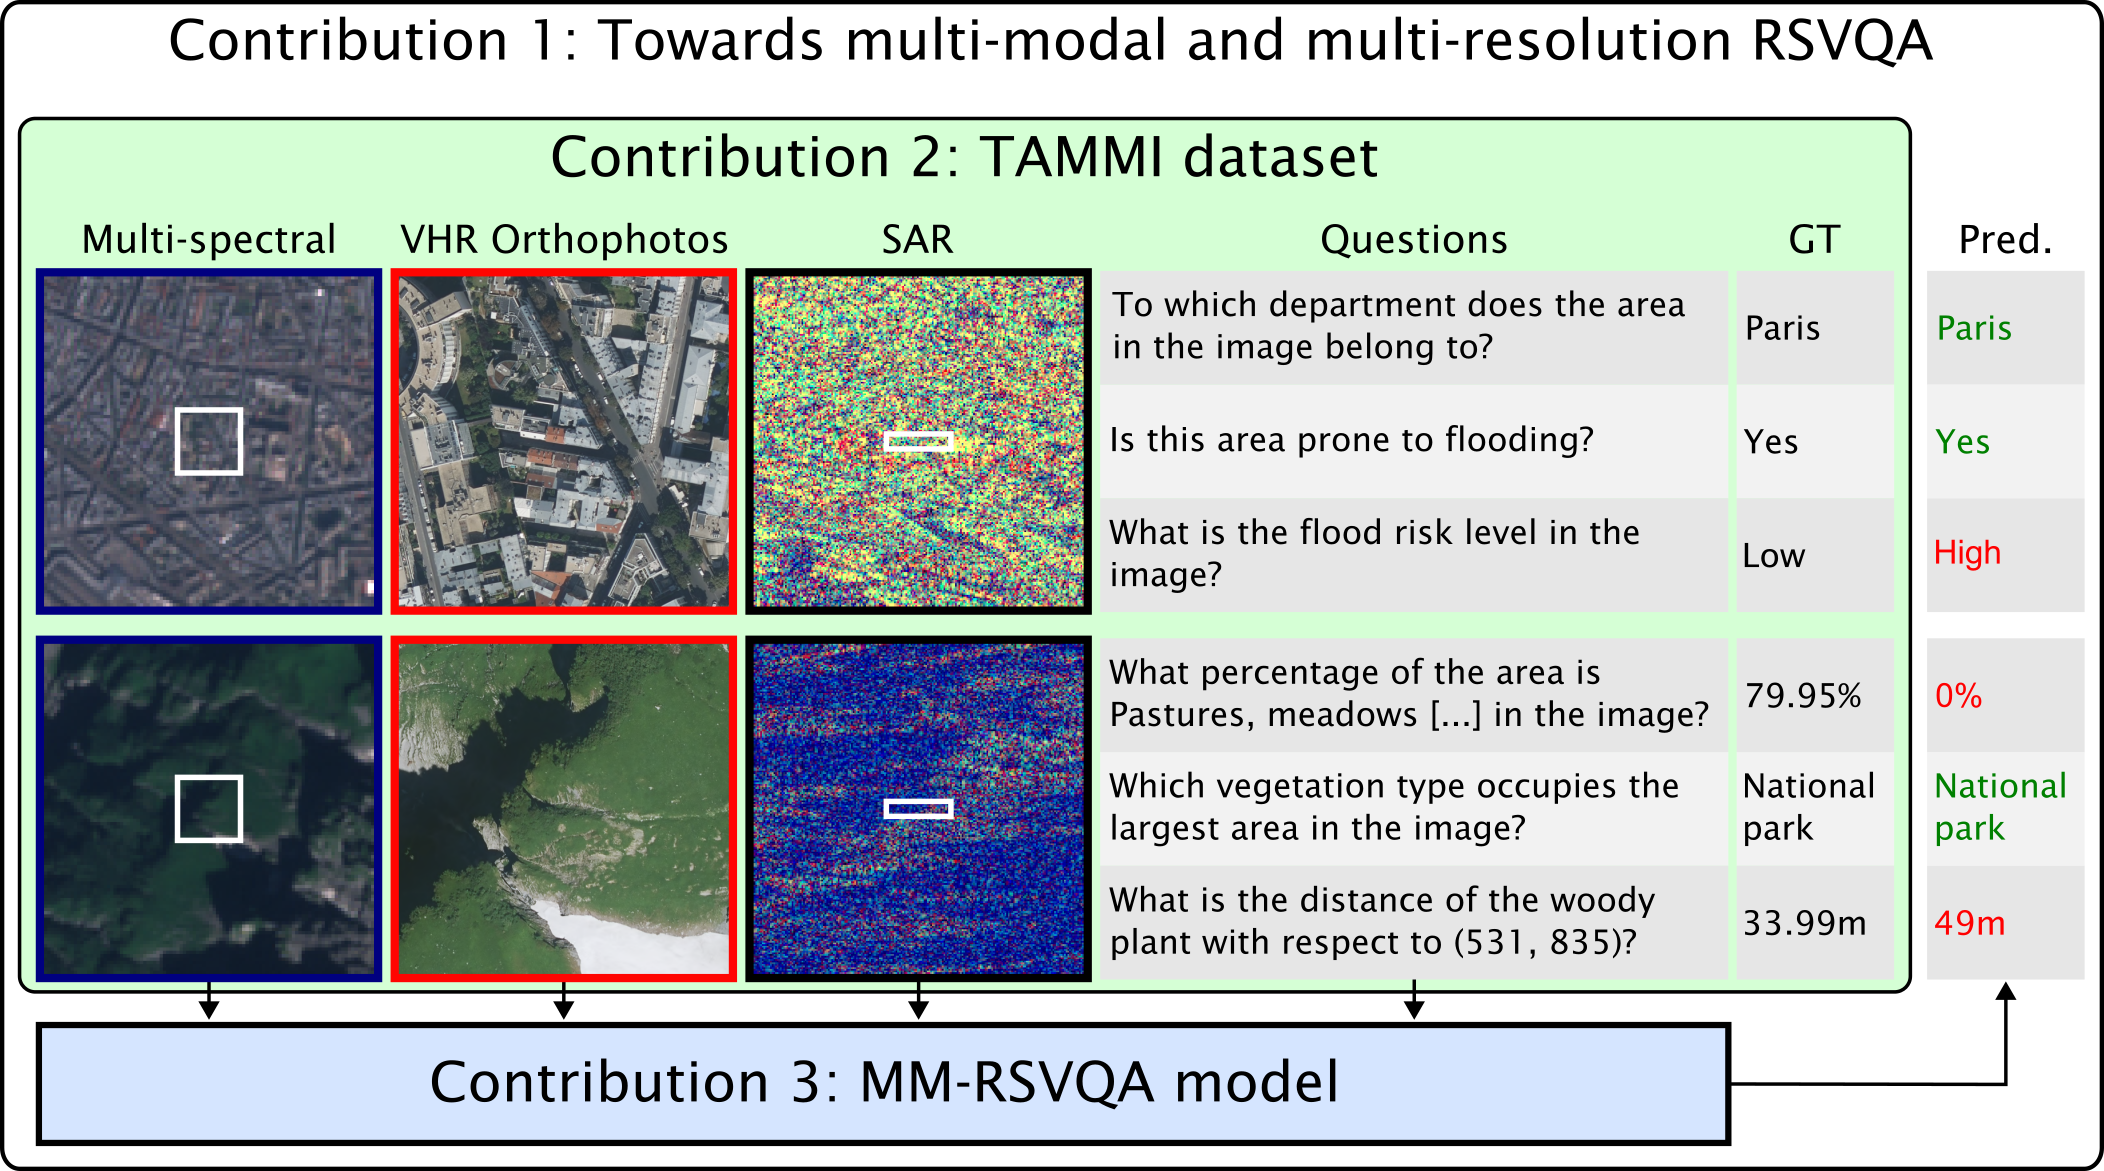 Contribution 1: Towards multi-modal and multi-resolution RSVQA
Contribution 2: TAMMI dataset
Multi-spectral
VHR Orthophotos
SAR
Questions
GT
Pred.
To which department does the area
in the image belong to?
Paris
Paris
Is this area prone to flooding?
Yes
Yes
What is the flood risk level in the
image?
Low
High
What percentage of the area is
Pastures, meadows [...] in the image?
79.95%
0%
Which vegetation type occupies the
largest area in the image?
National
park
National
park
What is the distance of the woody
plant with respect to (531, 835)?
33.99m
49m
Contribution 3: MM-RSVQA model